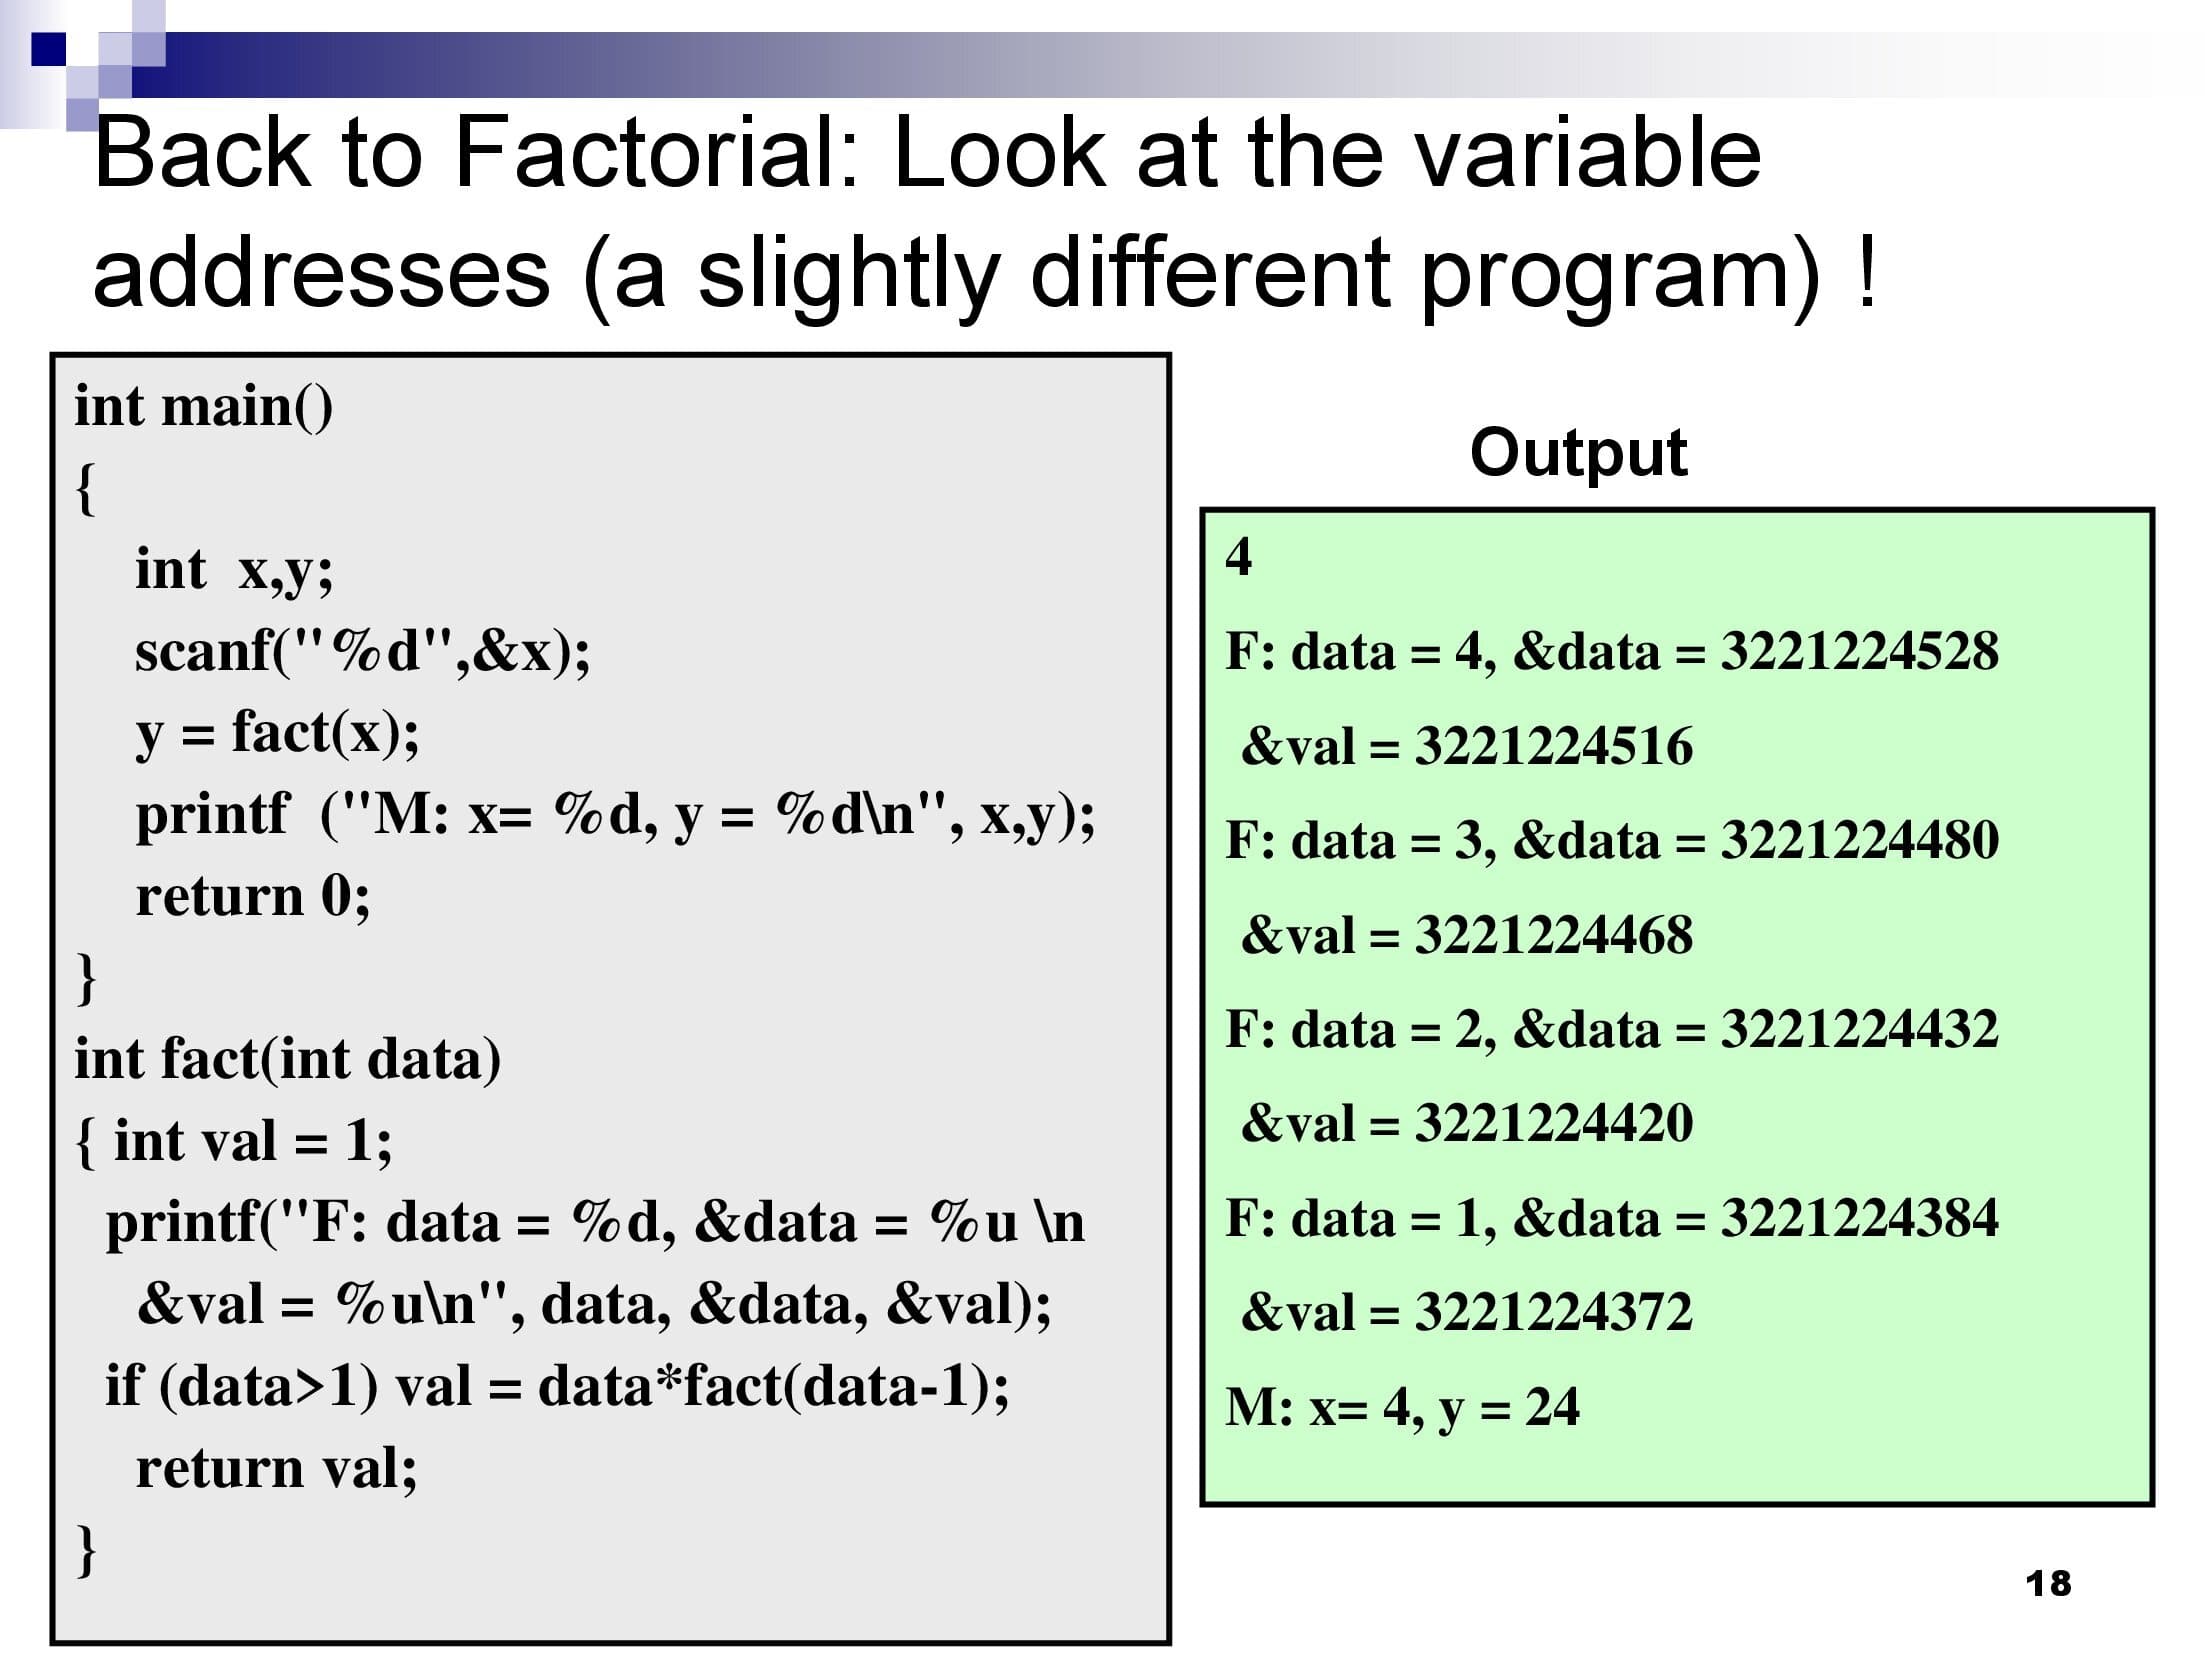 Back to Factorial: Look at the variable
addresses (a slightly different program) !
int main()
{
int  x,y;
scanf("%d",&x);
y = fact(x);
printf  ("M: x= %d, y = %d\n", x,y);
return 0;
}
int fact(int data)
{ int val = 1;
printf("F: data = %d, &data = %u \n
&val = %u\n", data, &data, &val);
if (data>1) val = data*fact(data-1);
return val;
}
Output
4
F: data = 4, &data = 3221224528
&val = 3221224516
F: data = 3, &data = 3221224480
&val = 3221224468
F: data = 2, &data = 3221224432
&val = 3221224420
F: data = 1, &data = 3221224384
&val = 3221224372
M: x= 4, y = 24
18